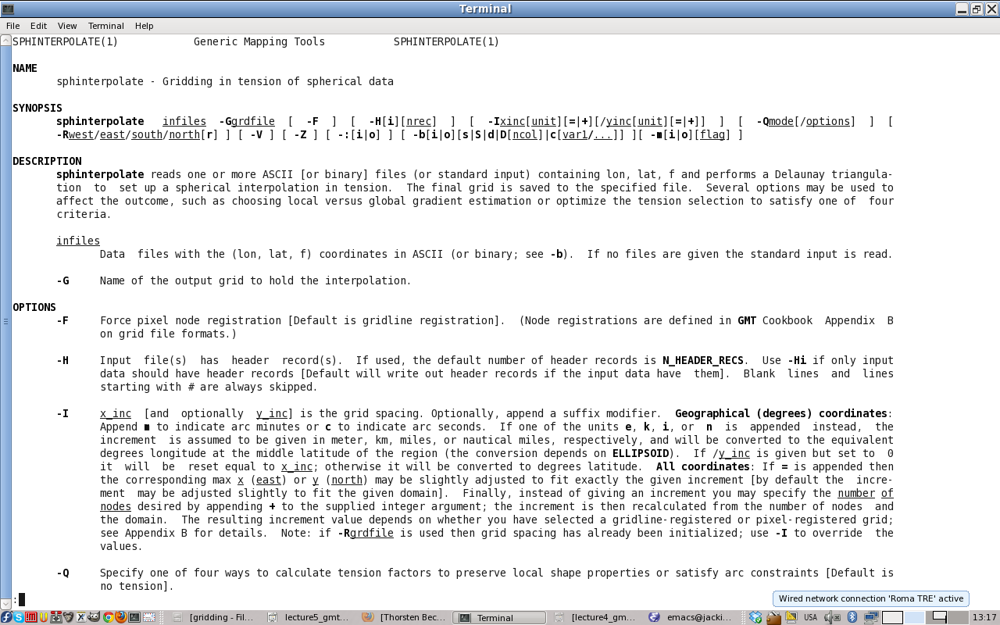 Terminal
File Edit View Terminal Help
SPHINTERPOLATE(1) Generic Mapping Tools SPHINTERPOLATE(1)
NAME
sphinterpolate - Gridding in tension of spherical data
SYNOPSIS
sphinterpolate infiles -Ggrdfile [ -F ] [ -H[i][nrec] ] [ -Ixinc[unit][=|+][/yinc[unit][=|+]] ] [ -Qmode[/options] ] [
-Rwest/east/south/north[r] ] [ -V ] [ -Z ] [ -:[i|o] ] [ -b[i|o][s|S|d|D[ncol]|c[var1/...]] ][ -m[i|o][flag] ]
DESCRIPTION
sphinterpolate reads one or more ASCII [or binary] files (or standard input) containing lon, lat, f and performs a Delaunay triangula-
tion to set up a spherical interpolation in tension. The final grid is saved to the specified file. Several options may be used to
affect the outcome, such as choosing local versus global gradient estimation or optimize the tension selection to satisfy one of four
criteria.
infiles
Data files with the (lon, lat, f) coordinates in ASCII (or binary; see -b). If no files are given the standard input is read.
-G Name of the output grid to hold the interpolation.
OPTIONS
-F Force pixel node registration [Default is gridline registration]. (Node registrations are defined in GMT Cookbook Appendix B
on grid file formats.)
-H Input file(s) has header record(s). If used, the default number of header records is N_HEADER_RECS. Use -Hi if only input
data should have header records [Default will write out header records if the input data have them]. Blank lines and lines
starting with # are always skipped.
-I x_inc [and optionally y_inc] is the grid spacing. Optionally, append a suffix modifier. Geographical (degrees) coordinates:
Append m to indicate arc minutes or c to indicate arc seconds. If one of the units e, k, i, or n is appended instead, the
increment is assumed to be given in meter, km, miles, or nautical miles, respectively, and will be converted to the equivalent
degrees longitude at the middle latitude of the region (the conversion depends on ELLIPSOID). If /y_inc is given but set to 0
it will be reset equal to x_inc; otherwise it will be converted to degrees latitude. All coordinates: If = is appended then
the corresponding max x (east) or y (north) may be slightly adjusted to fit exactly the given increment [by default the incre-
ment may be adjusted slightly to fit the given domain]. Finally, instead of giving an increment you may specify the number of
nodes desired by appending + to the supplied integer argument; the increment is then recalculated from the number of nodes and
the domain. The resulting increment value depends on whether you have selected a gridline-registered or pixel-registered grid;
see Appendix B for details. Note: if -Rgrdfile is used then grid spacing has already been initialized; use -I to override the
values.
-Q Specify one of four ways to calculate tension factors to preserve local shape properties or satisfy arc constraints [Default is
no tension].
:
Wired network connection 'Roma TRE' active
[gridding - Fil... lecture5_gmt... [Thorsten Bec... Terminal [lecture4_gm... emacs@jacki... USA 13:17